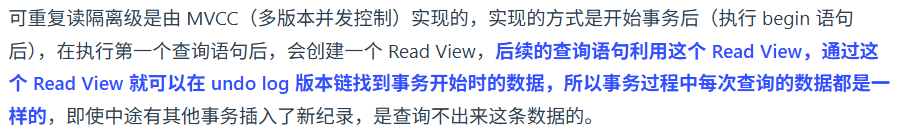 可重复读隔离级是由 MVCC（多版本并发控制）实现的，实现的方式是开始事务后（执行 begin 语句
后），在执行第一个查询语句后，会创建一个 Read View，后续的查询语句利用这个 Read View，通过这
个 Read View 就可以在 undo log 版本链找到事务开始时的数据，所以事务过程中每次查询的数据都是一
样的，即使中途有其他事务插入了新纪录，是查询不出来这条数据的。